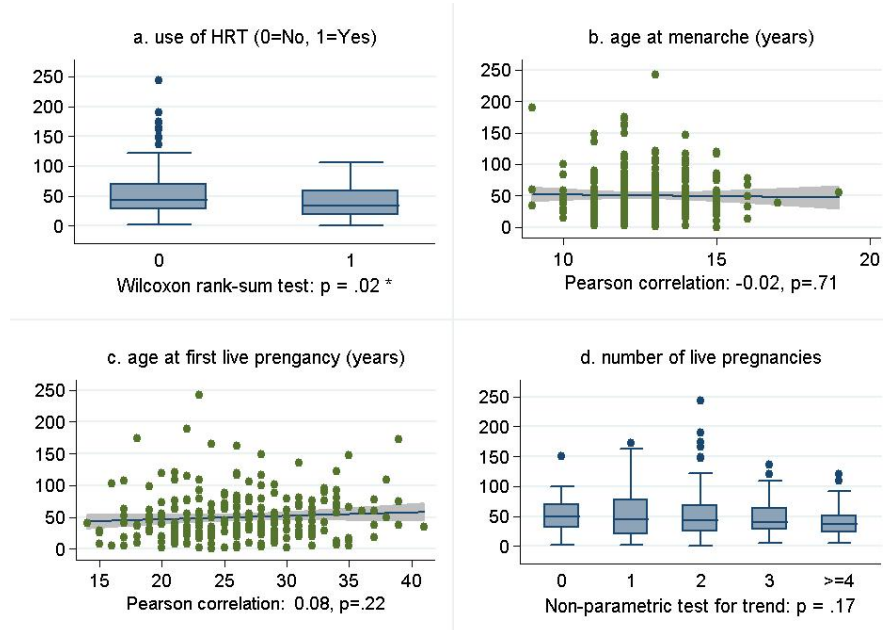 a. use of HRT (0=No, 1=Yes)
250
200
150
100
50
0
0 1
Wilcoxon rank-sum test: p = .02 *
b. age at menarche (years)
250
200
150
100
50
0
10 15 20
Pearson correlation: -0.02, p=.71
c. age at first live prengancy (years)
250
200
150
100
50
0
15 20 25 30 35 40
Pearson correlation: 0.08, p=.22
d. number of live pregnancies
250
200
150
100
50
0
0 1 2 3 >=4
Non-parametric test for trend: p = .17